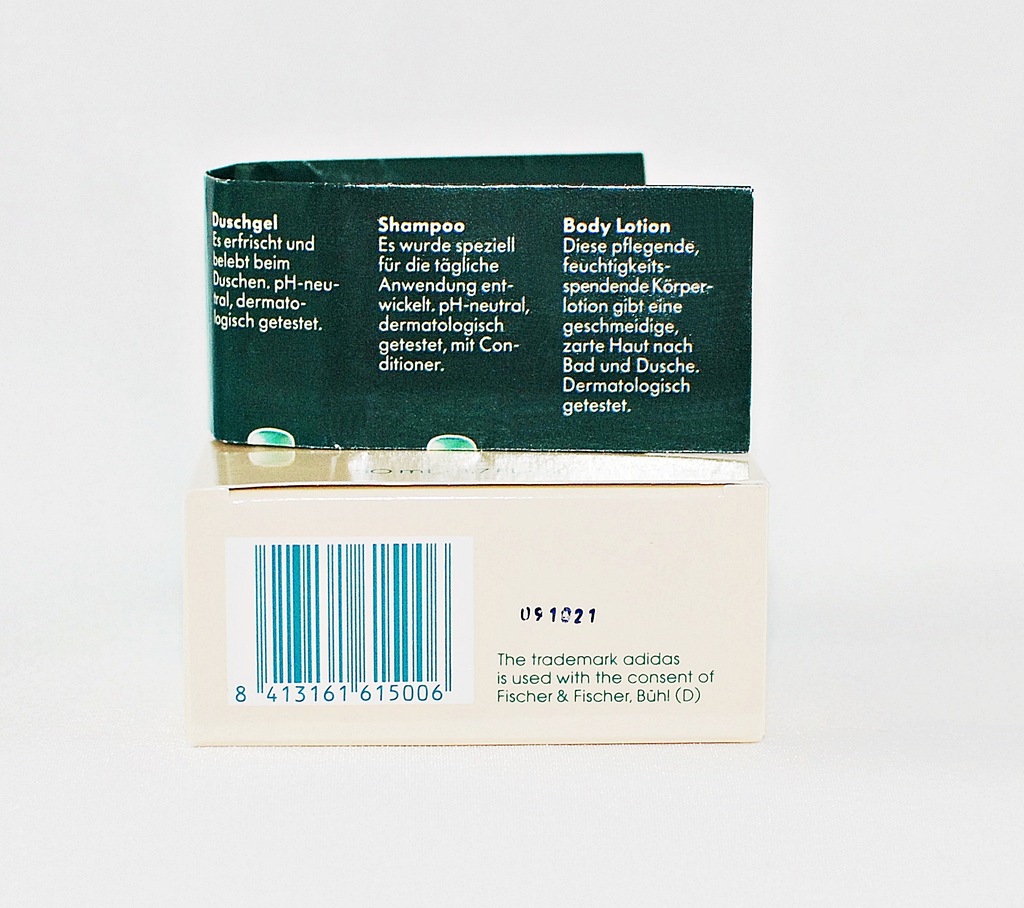 Duschgel
Es erfrischt und
belebt beim
Duschen. pH-neu-
tral, dermato-
logisch getestet.
Shampoo
Es wurde speziell
für die tägliche
Anwendung ent-
wickelt. pH-neutral,
dermatologisch
getestet, mit Con-
ditioner.
Body Lotion
Diese pflegende,
feuchtigkeits-
spendende Körper-
lotion gibt eine
geschmeidige,
zarte Haut nach
Bad und Dusche.
Dermatologisch
getestet.
8 413161 615006
091021
The trademark adidas
is used with the consent of
Fischer & Fischer, Bühl (D)